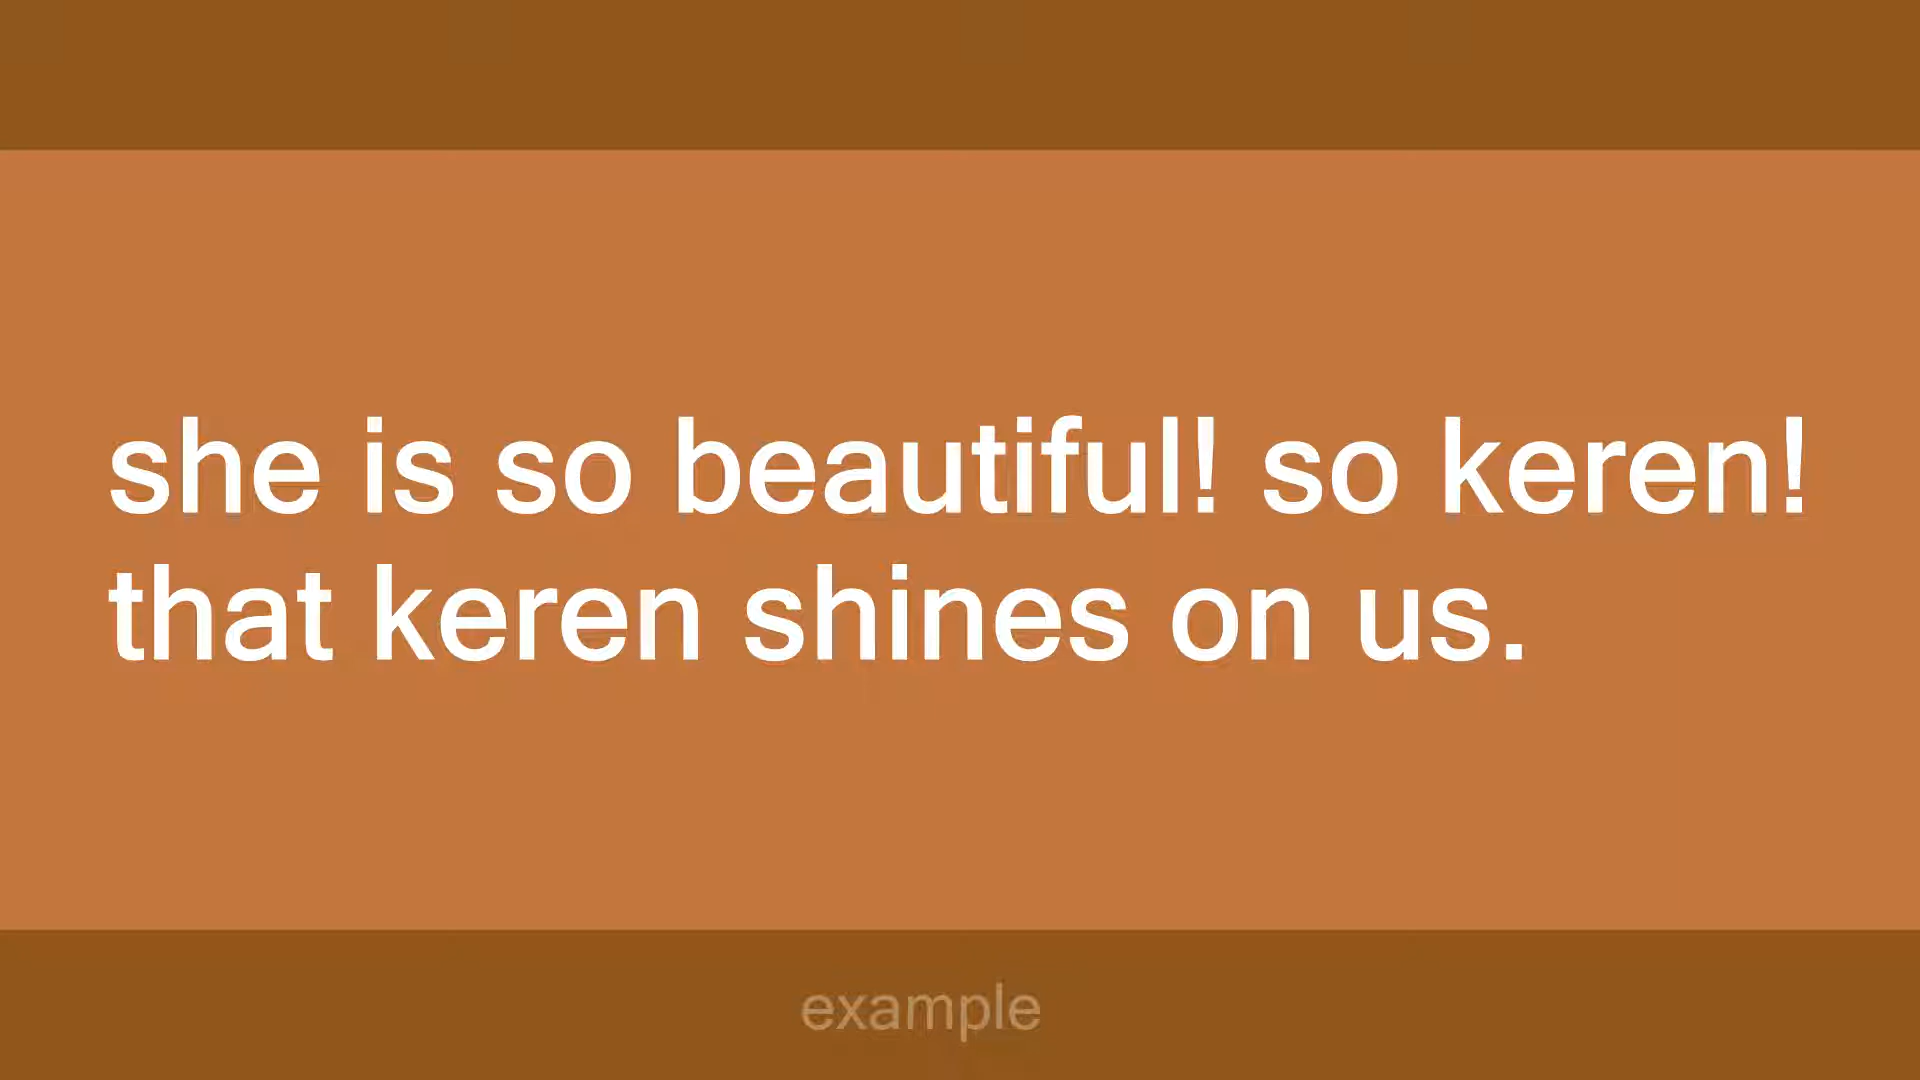 she is so beautiful! so keren!
that keren shines on us.
example